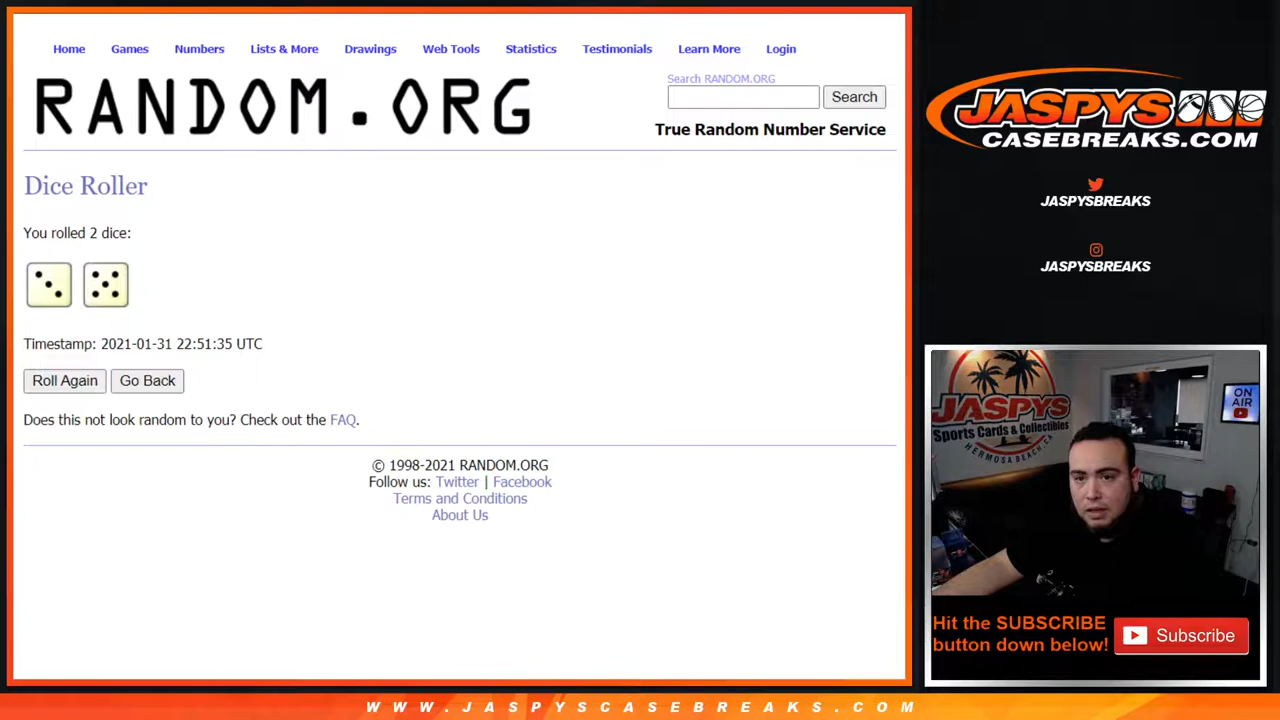 Home Games Numbers Lists & More Drawings Web Tools Statistics Testimonials Learn More Login
RANDOM.ORG
Search RANDOM.ORG
Search
True Random Number Service
Dice Roller
You rolled 2 dice:
Timestamp: 2021-01-31 22:51:35 UTC
Roll Again Go Back
Does this not look random to you? Check out the FAQ.
© 1998-2021 RANDOM.ORG
Follow us: Twitter | Facebook
Terms and Conditions
About Us
JASPYS
CASEBREAKS.COM
JASPYSBREAKS
JASPYSBREAKS
JASPYS
Sports Cards & Collectibles
HERMOSA BEACH, CA
ON
AIR
Hit the SUBSCRIBE
button down below!
Subscribe
WWW.JASPYSCASEBREAKS.COM